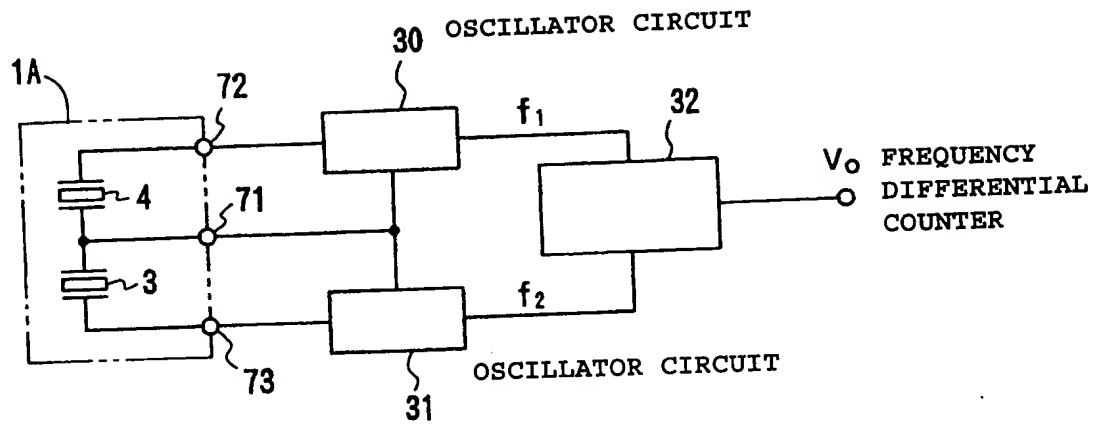 OSCILLATOR CIRCUIT
30
1A
72
f1
32
Vo FREQUENCY
DIFFERENTIAL
COUNTER
4
71
3
f2
73
31
OSCILLATOR CIRCUIT